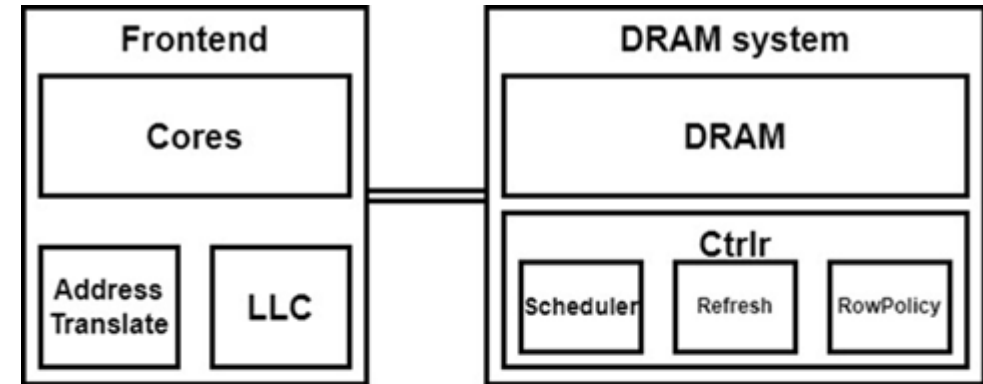 Frontend
Cores
Address
Translate
LLC
DRAM system
DRAM
Ctrlr
Scheduler
Refresh
RowPolicy